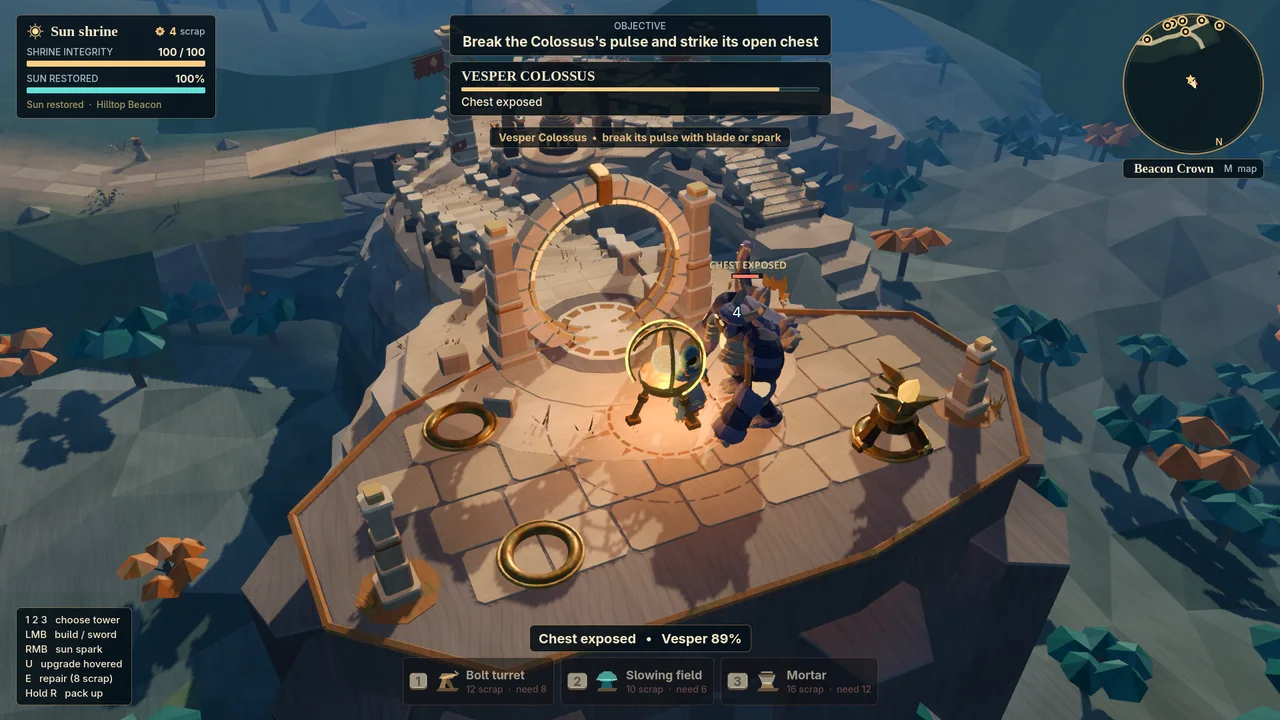 Sun shrine
4 scrap
SHRINE INTEGRITY 100 / 100
SUN RESTORED 100%
Sun restored · Hilltop Beacon
OBJECTIVE
Break the Colossus's pulse and strike its open chest
VESPER COLOSSUS
Chest exposed
Vesper Colossus • break its pulse with blade or spark
N
Beacon Crown M map
CHEST EXPOSED
4
1 2 3 choose tower
LMB build / sword
RMB sun spark
U upgrade hovered
E repair (8 scrap)
Hold R pack up
Chest exposed • Vesper 89%
1 Bolt turret
12 scrap · need 8
2 Slowing field
10 scrap · need 6
3 Mortar
16 scrap · need 12